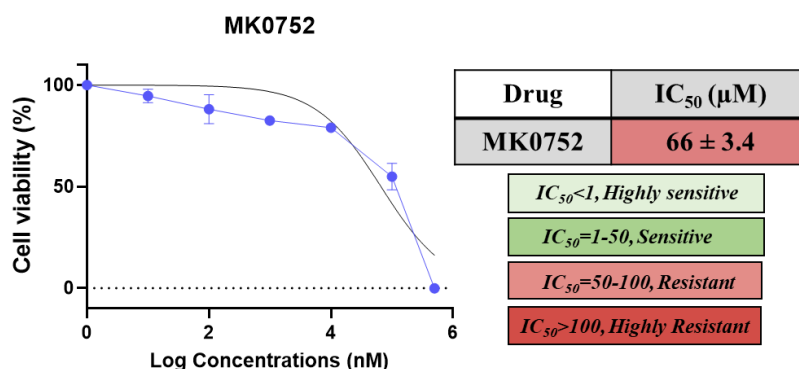 MK0752
Cell viability (%)
100
50
0
0
2
4
6
Log Concentrations (nM)
Drug
IC₅₀ (μM)
MK0752
66 ± 3.4
IC₅₀<1, Highly sensitive
IC₅₀=1-50, Sensitive
IC₅₀=50-100, Resistant
IC₅₀>100, Highly Resistant